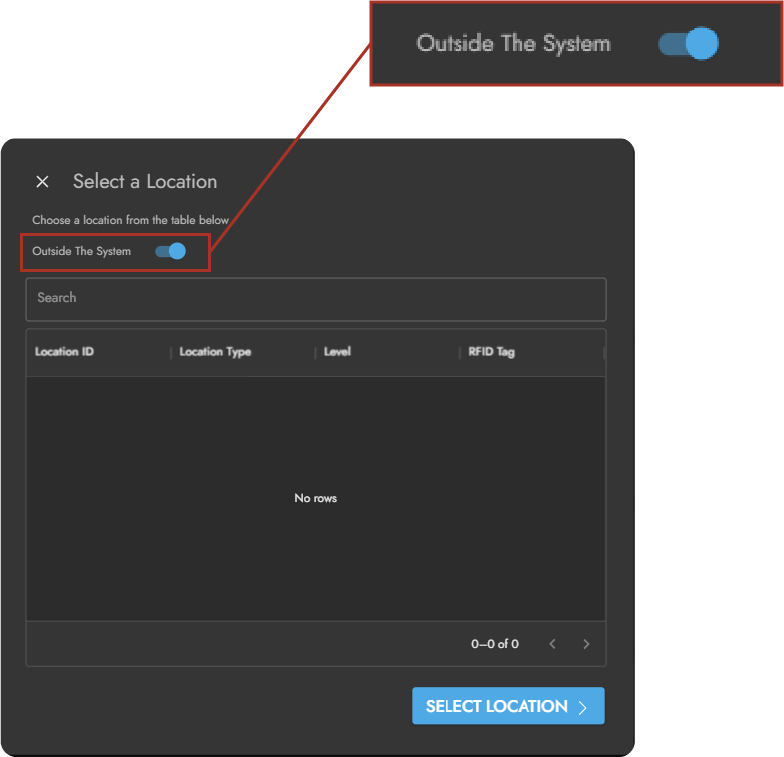 Outside The System
Select a Location
Choose a location from the table below
Outside The System
Search
Location ID Location Type Level RFID Tag
No rows
0–0 of 0
SELECT LOCATION